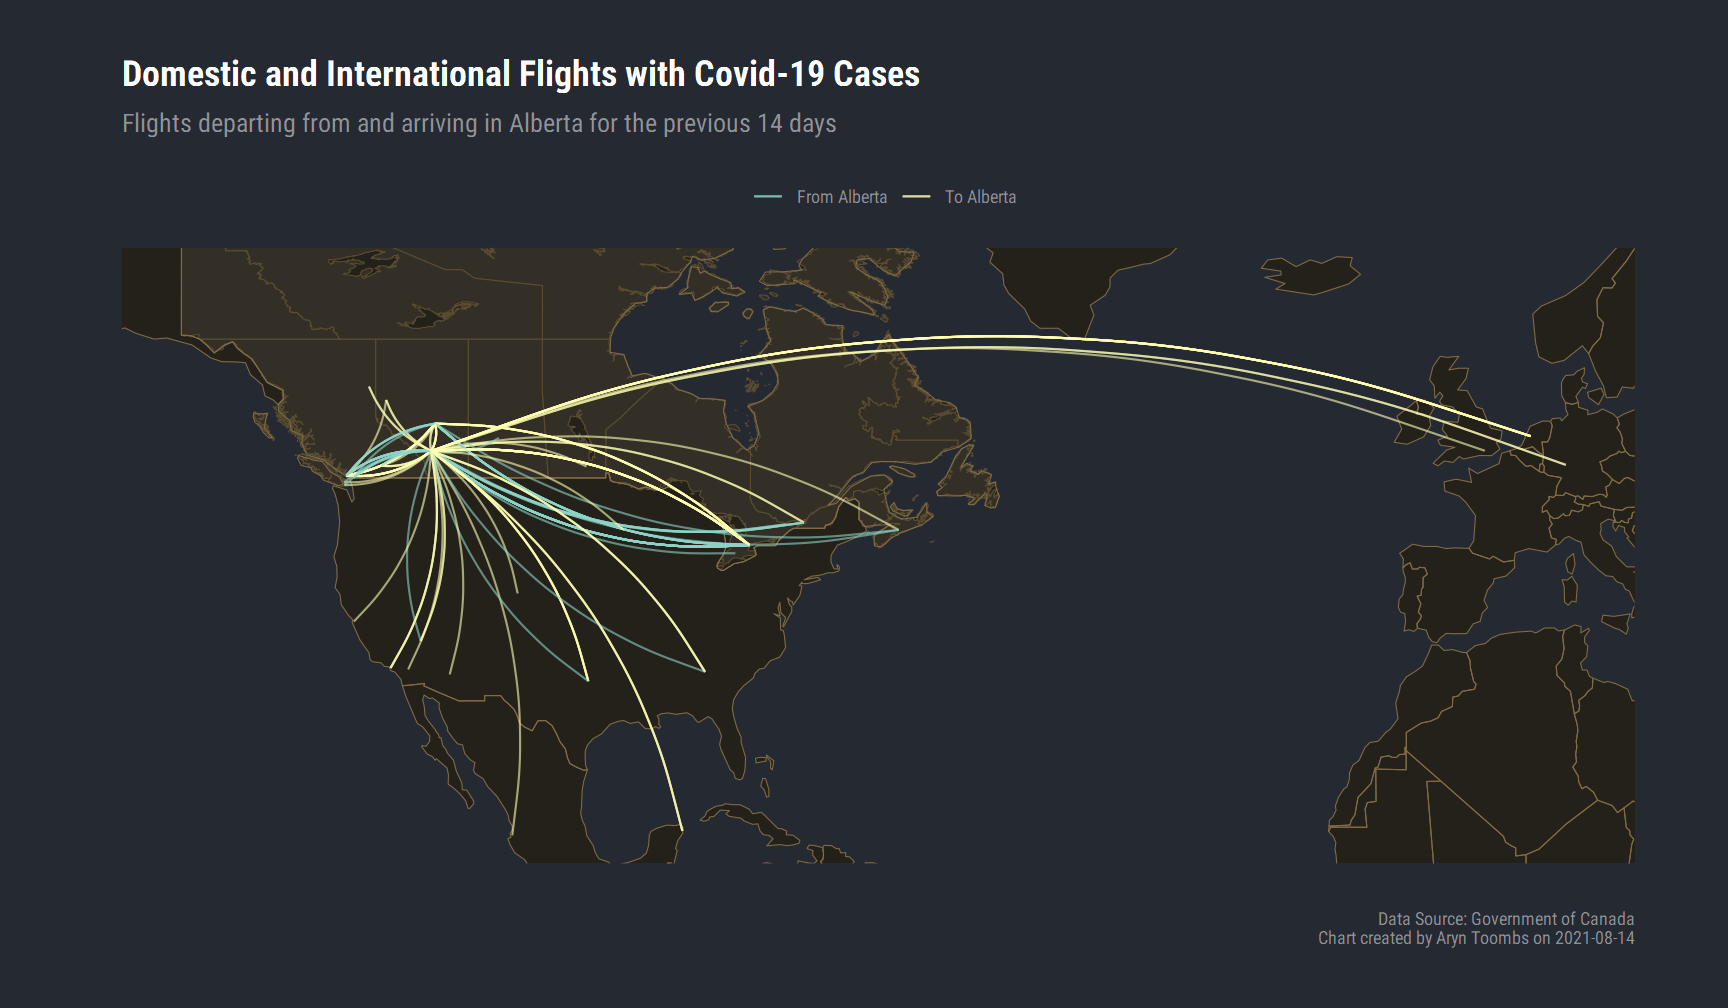 Domestic and International Flights with Covid-19 Cases
Flights departing from and arriving in Alberta for the previous 14 days
From Alberta To Alberta
Data Source: Government of Canada
Chart created by Aryn Toombs on 2021-08-14